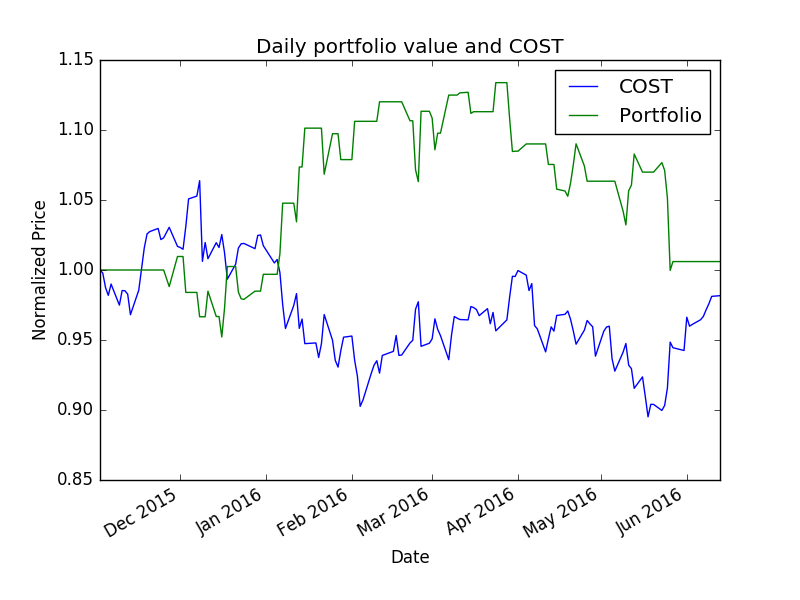 Daily portfolio value and COST
1.15
1.10
1.05
1.00
0.95
0.90
0.85
Normalized Price
COST
Portfolio
Dec 2015
Jan 2016
Feb 2016
Mar 2016
Apr 2016
May 2016
Jun 2016
Date